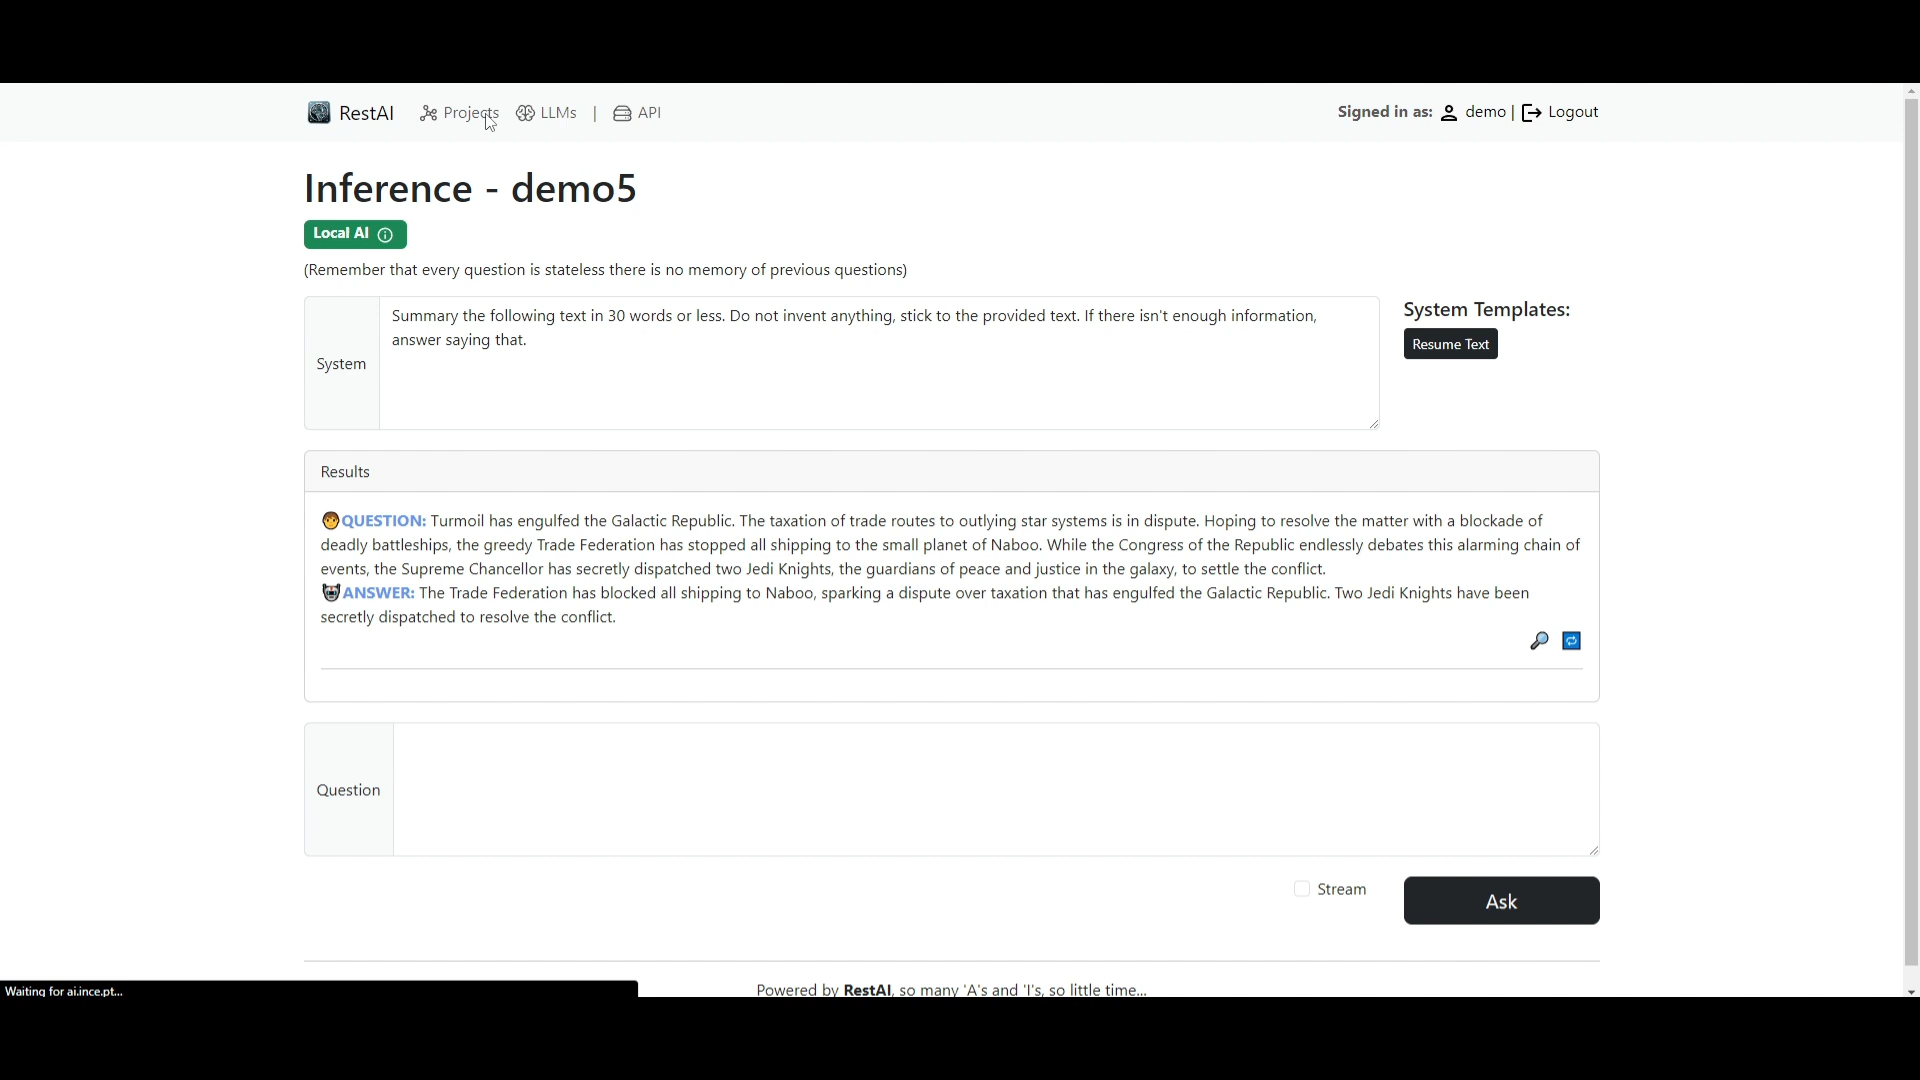 RestAI Projects LLMs | API Signed in as: demo | Logout
Inference - demo5
Local AI
(Remember that every question is stateless there is no memory of previous questions)
System
Summary the following text in 30 words or less. Do not invent anything, stick to the provided text. If there isn't enough information,
answer saying that.
System Templates:
Resume Text
Results
QUESTION: Turmoil has engulfed the Galactic Republic. The taxation of trade routes to outlying star systems is in dispute. Hoping to resolve the matter with a blockade of
deadly battleships, the greedy Trade Federation has stopped all shipping to the small planet of Naboo. While the Congress of the Republic endlessly debates this alarming chain of
events, the Supreme Chancellor has secretly dispatched two Jedi Knights, the guardians of peace and justice in the galaxy, to settle the conflict.
ANSWER: The Trade Federation has blocked all shipping to Naboo, sparking a dispute over taxation that has engulfed the Galactic Republic. Two Jedi Knights have been
secretly dispatched to resolve the conflict.
Question
Stream
Ask
Waiting for ai.ince.pt...
Powered by RestAI, so many 'A's and 'I's, so little time...